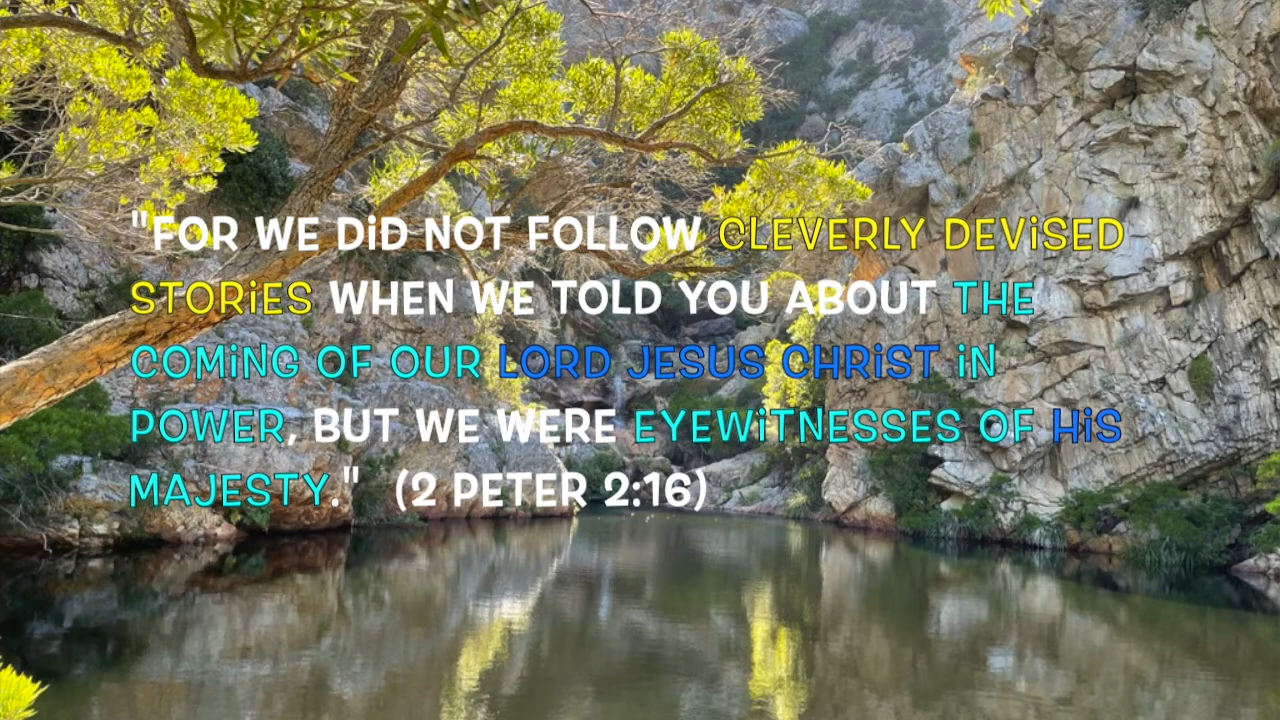 "FOR WE DiD NOT FOLLOW CLEVERLY DEViSED
STORiES WHEN WE TOLD YOU ABOUT THE
COMiNG OF OUR LORD JESUS CHRiST iN
POWER, BUT WE WERE EYEWiTNESSES OF HiS
MAJESTY." (2 PETER 2:16)